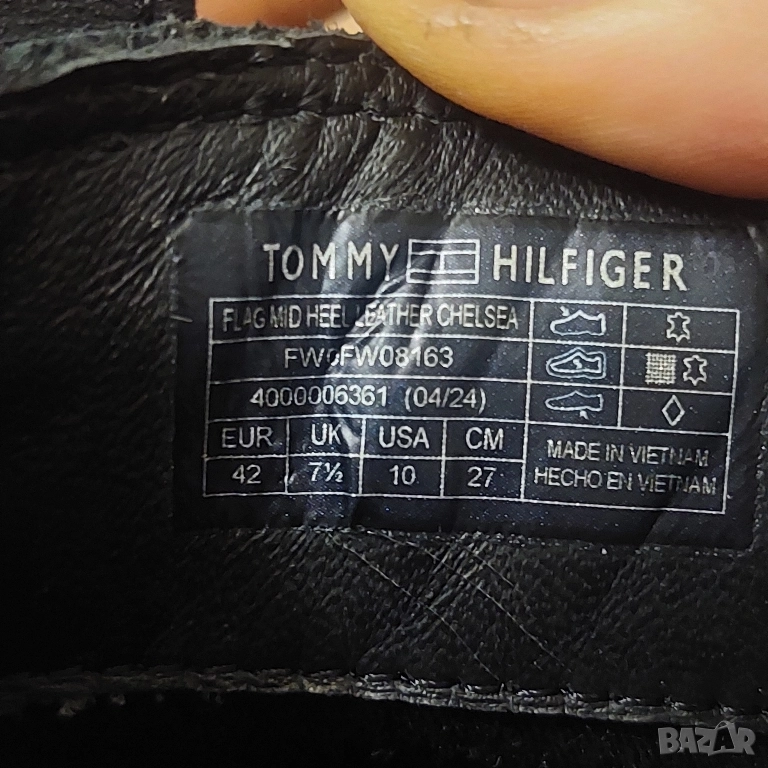 TOMMY HILFIGER
FLAG MID HEEL LEATHER CHELSEA
FW0FW08163
4000006361 (04/24)
EUR UK USA CM
42 7½ 10 27
MADE IN VIETNAM
HECHO EN VIETNAM
BAZAR